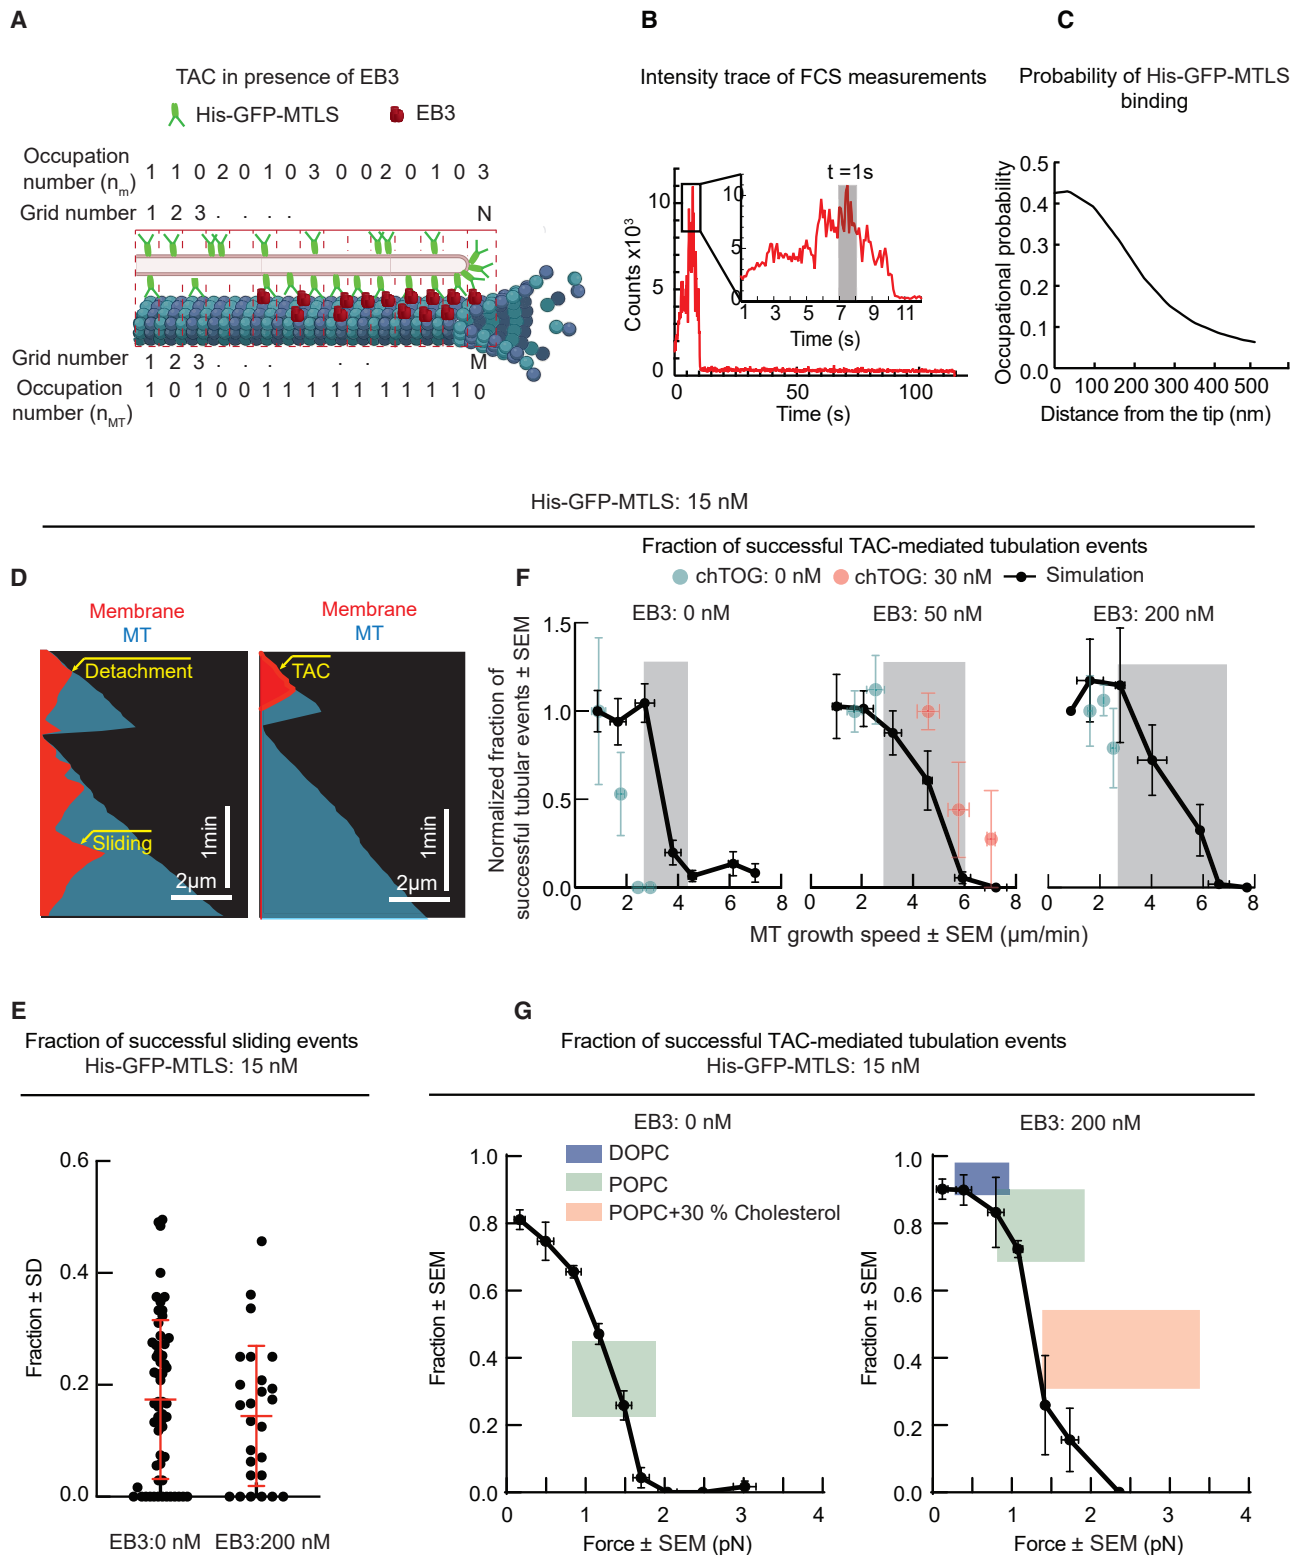 A
TAC in presence of EB3
His-GFP-MTLS
EB3
Occupation
number (nm)
1 1 0 2 0 1 0 3 0 0 2 0 1 0 3
Grid number
1 2 3 . . . .
N
Grid number
1 2 3 . . . . .
M
Occupation
number (nMT)
1 0 1 0 0 1 1 1 1 1 1 1 1 1 0
B
Intensity trace of FCS measurements
Counts x10³
10
5
0
t =1s
10
5
0
1 3 5 7 9 11
Time (s)
0 50 100
Time (s)
C
Probability of His-GFP-MTLS
binding
Occupational probability
0.5
0.4
0.3
0.2
0.1
0.0
0 100 200 300 400 500
Distance from the tip (nm)
His-GFP-MTLS: 15 nM
D
Membrane
MT
Detachment
Sliding
1min
2µm
Membrane
MT
TAC
1min
2µm
F
Fraction of successful TAC-mediated tubulation events
chTOG: 0 nM
chTOG: 30 nM
Simulation
EB3: 0 nM
EB3: 50 nM
EB3: 200 nM
Normalized fraction of
successful tubular events ± SEM
1.5
1.0
0.5
0.0
0 2 4 6 8
0 2 4 6 8
0 2 4 6 8
MT growth speed ± SEM (µm/min)
E
Fraction of successful sliding events
His-GFP-MTLS: 15 nM
Fraction ± SD
0.6
0.4
0.2
0.0
EB3:0 nM
EB3:200 nM
G
Fraction of successful TAC-mediated tubulation events
His-GFP-MTLS: 15 nM
EB3: 0 nM
DOPC
POPC
POPC+30 % Cholesterol
Fraction ± SEM
1.0
0.8
0.6
0.4
0.2
0.0
0 1 2 3 4
Force ± SEM (pN)
EB3: 200 nM
Fraction ± SEM
1.0
0.8
0.6
0.4
0.2
0.0
0 1 2 3 4
Force ± SEM (pN)